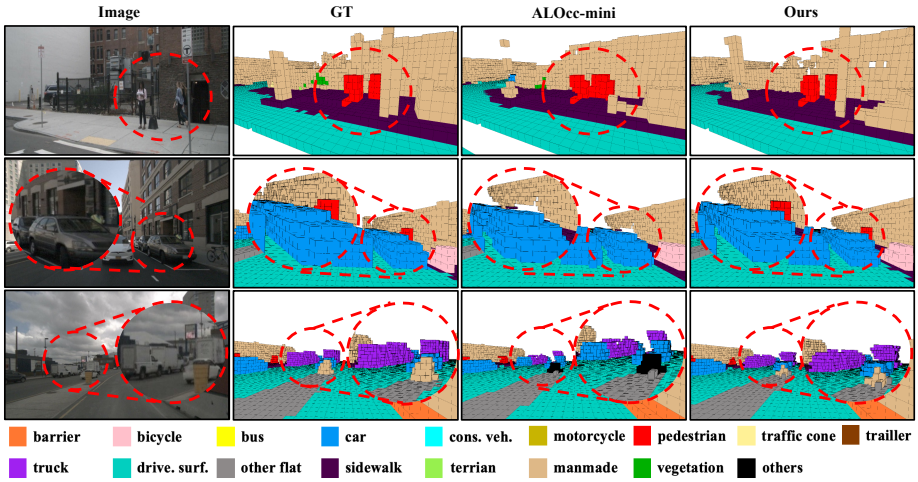 Image GT ALOcc-mini Ours
barrier bicycle bus car cons. veh. motorcycle pedestrian traffic cone trailler
truck drive. surf. other flat sidewalk terrian manmade vegetation others